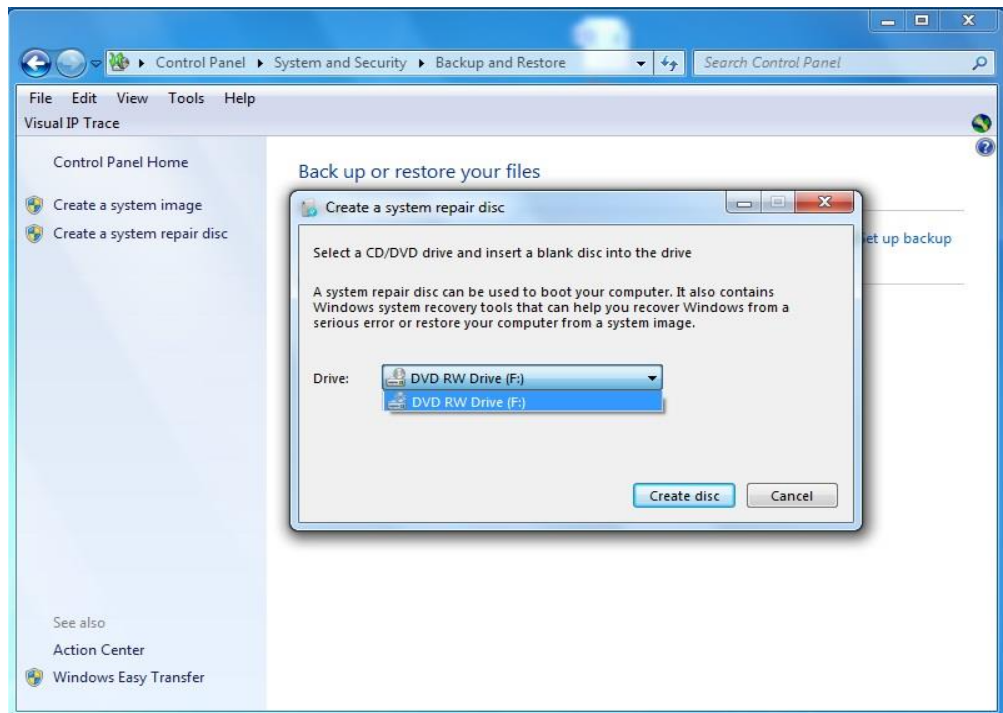 Control Panel ▸ System and Security ▸ Backup and Restore
Search Control Panel
File Edit View Tools Help
Visual IP Trace
Control Panel Home
Create a system image
Create a system repair disc
Back up or restore your files
Set up backup
Create a system repair disc
Select a CD/DVD drive and insert a blank disc into the drive
A system repair disc can be used to boot your computer. It also contains
Windows system recovery tools that can help you recover Windows from a
serious error or restore your computer from a system image.
Drive:
DVD RW Drive (F:)
DVD RW Drive (F:)
Create disc
Cancel
See also
Action Center
Windows Easy Transfer